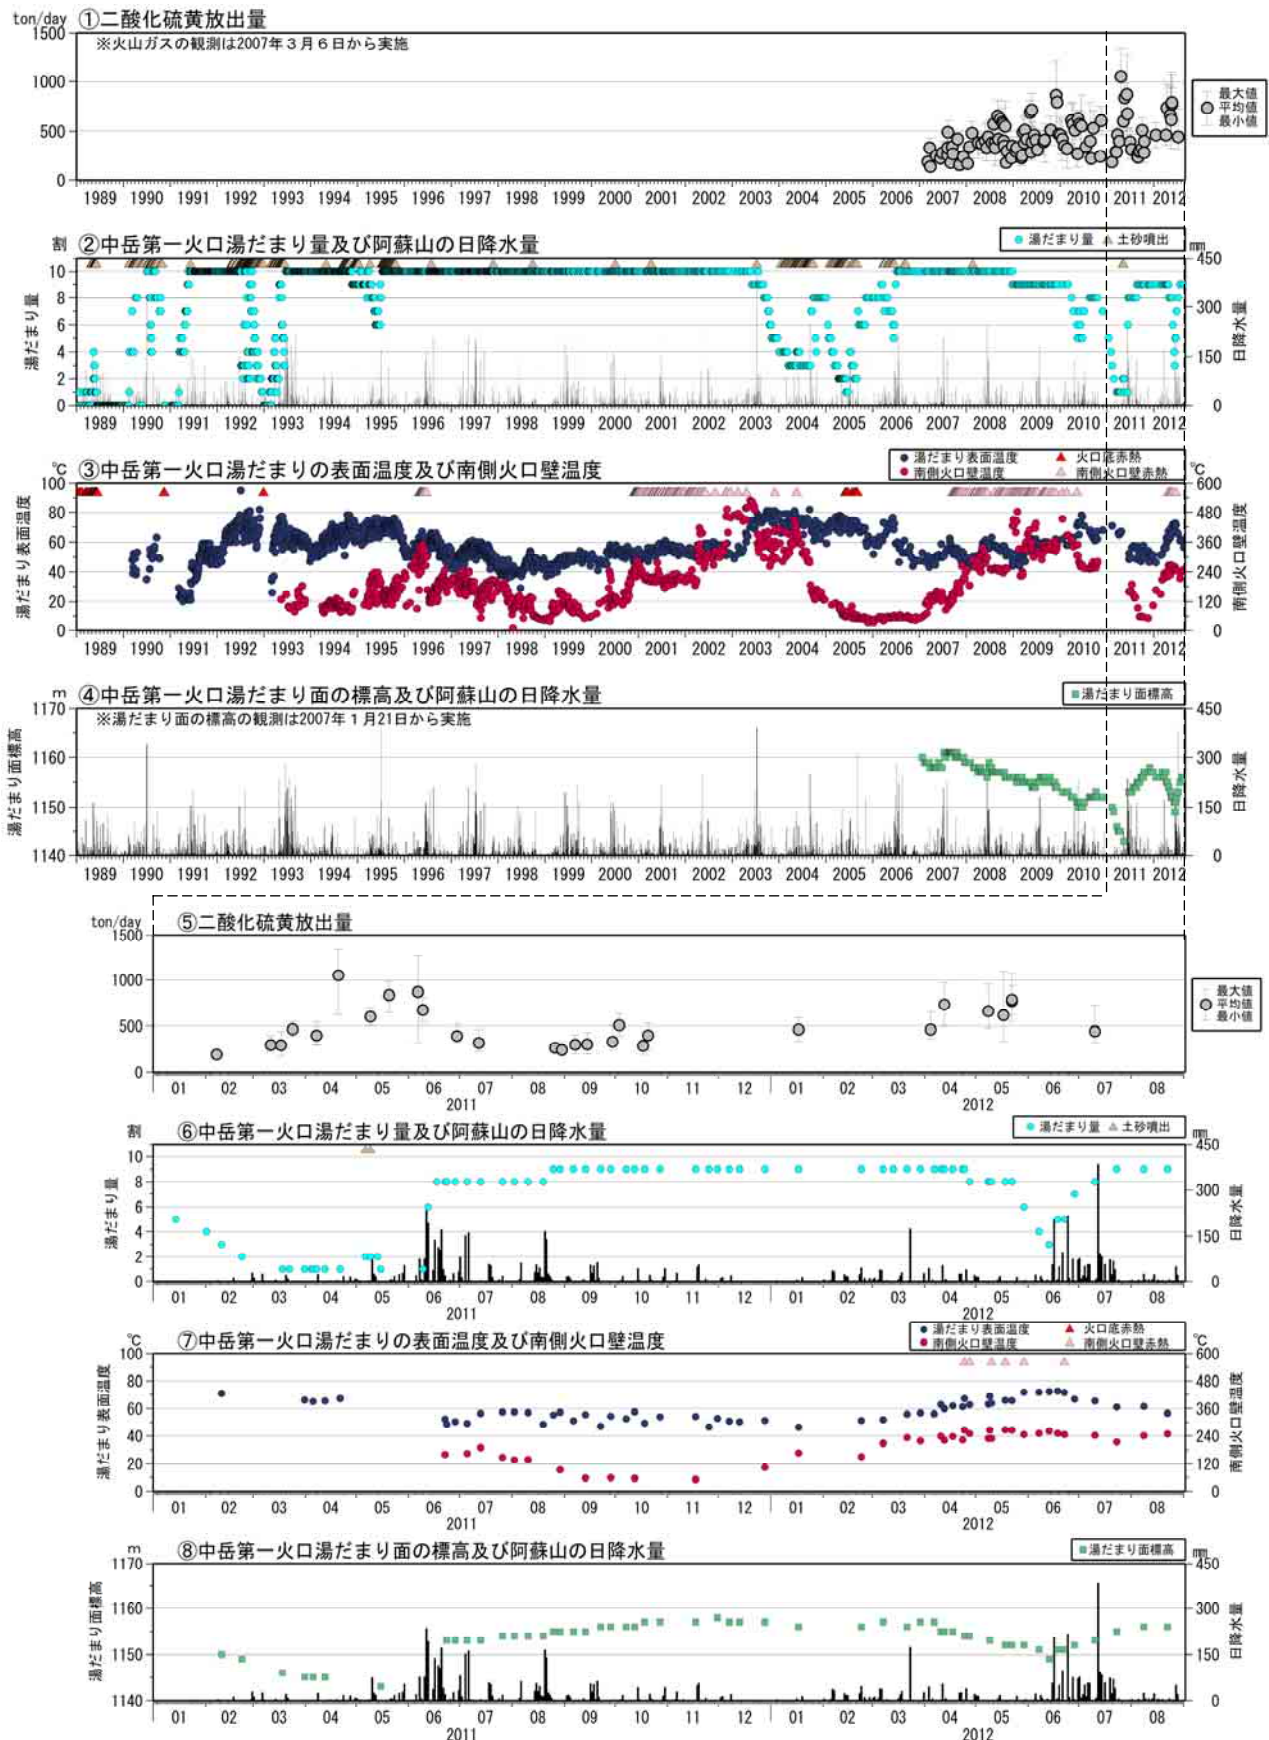 ton/day ①二酸化硫黄放出量
※火山ガスの観測は2007年3月6日から実施
1500
1000
500
0
最大値
平均値
最小値
1989 1990 1991 1992 1993 1994 1995 1996 1997 1998 1999 2000 2001 2002 2003 2004 2005 2006 2007 2008 2009 2010 2011 2012
割 ②中岳第一火口湯だまり量及び阿蘇山の日降水量
湯だまり量 土砂噴出 mm
湯だまり量
10
8
6
4
2
0
450
300
150
0
日降水量
1989 1990 1991 1992 1993 1994 1995 1996 1997 1998 1999 2000 2001 2002 2003 2004 2005 2006 2007 2008 2009 2010 2011 2012
℃ ③中岳第一火口湯だまりの表面温度及び南側火口壁温度
湯だまり表面温度 火口底赤熱
南側火口壁温度 南側火口壁赤熱
℃
湯だまり表面温度
100
80
60
40
20
0
600
480
360
240
120
0
南側火口壁温度
1989 1990 1991 1992 1993 1994 1995 1996 1997 1998 1999 2000 2001 2002 2003 2004 2005 2006 2007 2008 2009 2010 2011 2012
m ④中岳第一火口湯だまり面の標高及び阿蘇山の日降水量
湯だまり面標高 mm
※湯だまり面の標高の観測は2007年1月21日から実施
湯だまり面標高
1170
1160
1150
1140
450
300
150
0
日降水量
1989 1990 1991 1992 1993 1994 1995 1996 1997 1998 1999 2000 2001 2002 2003 2004 2005 2006 2007 2008 2009 2010 2011 2012
ton/day ⑤二酸化硫黄放出量
1500
1000
500
0
最大値
平均値
最小値
01 02 03 04 05 06 07 08 09 10 11 12 01 02 03 04 05 06 07 08
2011 2012
割 ⑥中岳第一火口湯だまり量及び阿蘇山の日降水量
湯だまり量 土砂噴出 mm
湯だまり量
10
8
6
4
2
0
450
300
150
0
日降水量
01 02 03 04 05 06 07 08 09 10 11 12 01 02 03 04 05 06 07 08
2011 2012
℃ ⑦中岳第一火口湯だまりの表面温度及び南側火口壁温度
湯だまり表面温度 火口底赤熱
南側火口壁温度 南側火口壁赤熱
℃
湯だまり表面温度
100
80
60
40
20
0
600
480
360
240
120
0
南側火口壁温度
01 02 03 04 05 06 07 08 09 10 11 12 01 02 03 04 05 06 07 08
2011 2012
m ⑧中岳第一火口湯だまり面の標高及び阿蘇山の日降水量
湯だまり面標高 mm
湯だまり面標高
1170
1160
1150
1140
450
300
150
0
日降水量
01 02 03 04 05 06 07 08 09 10 11 12 01 02 03 04 05 06 07 08
2011 2012